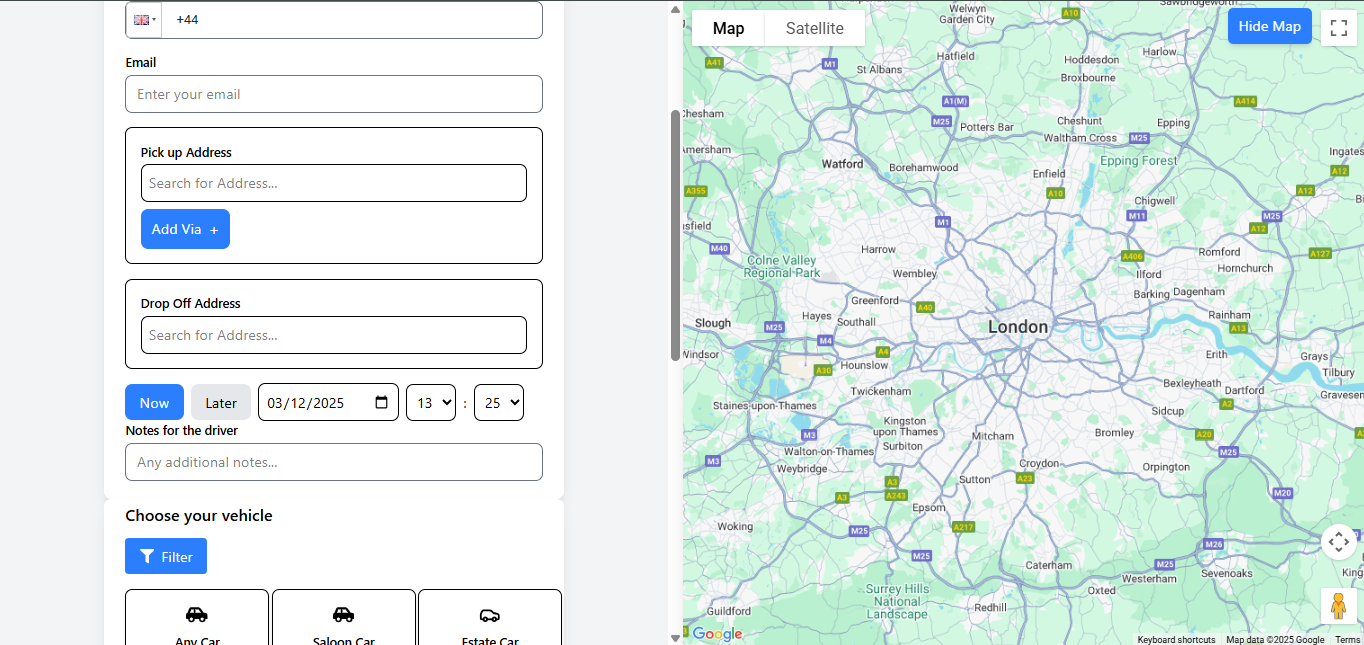 +44
Email
Enter your email
Pick up Address
Search for Address...
Add Via +
Drop Off Address
Search for Address...
Now Later 03/12/2025 13 : 25
Notes for the driver
Any additional notes...
Choose your vehicle
Filter
Any Car Saloon Car Estate Car
Map Satellite
Hide Map
Welwyn
Garden City
A10
Sawbridgeworth
A41
M1
St Albans
Hatfield
Hoddesdon
Harlow
Broxbourne
A1(M)
A414
Chesham
M25
Potters Bar
Cheshunt
Epping
Waltham Cross
M25
Amersham
Watford
Borehamwood
Epping Forest
Ingates
Enfield
A12
A355
A10
A12
Chigwell
M11
M25
M1
A12
M40
Harrow
Romford
A127
Colne Valley
Regional Park
A406
Hornchurch
Wembley
Ilford
Barking
Dagenham
Greenford
A40
Slough
Hayes
Southall
London
Rainham
M25
A13
M4
A4
Erith
Grays
Windsor
Hounslow
A30
Tilbury
Twickenham
Bexleyheath
Dartford
Gravesen
Staines-upon-Thames
A2
Sidcup
Kingston
upon Thames
M3
Mitcham
Bromley
A20
Surbiton
Walton-on-Thames
M25
M3
Weybridge
Croydon
Orpington
Sutton
A23
A3
A243
A3
M20
Epsom
Woking
M25
A217
M26
M25
Caterham
M25
Westerham
Sevenoaks
King
Surrey Hills
National
Landscape
Oxted
Guildford
Redhill
Google
Keyboard shortcuts Map data ©2025 Google Terms